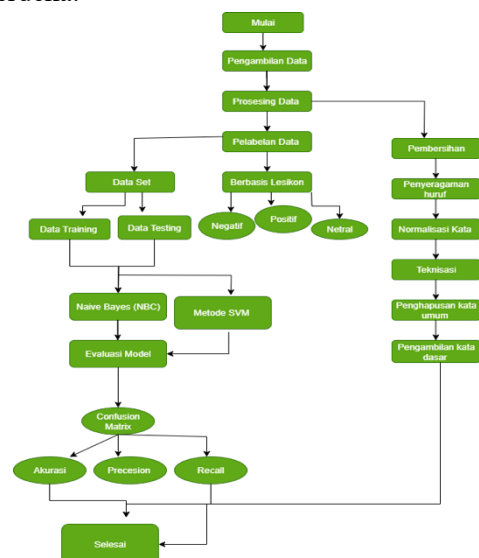 Mulai
Pengambilan Data
Prosesing Data
Pelabelan Data
Pembersihan
Data Set
Berbasis Lesikon
Penyeragaman
huruf
Negatif
Positif
Netral
Data Training
Data Testing
Normalisasi Kata
Teknisasi
Naive Bayes (NBC)
Metode SVM
Penghapusan kata
umum
Evaluasi Model
Pengambilan kata
dasar
Confusion
Matrix
Akurasi
Precesion
Recall
Selesai